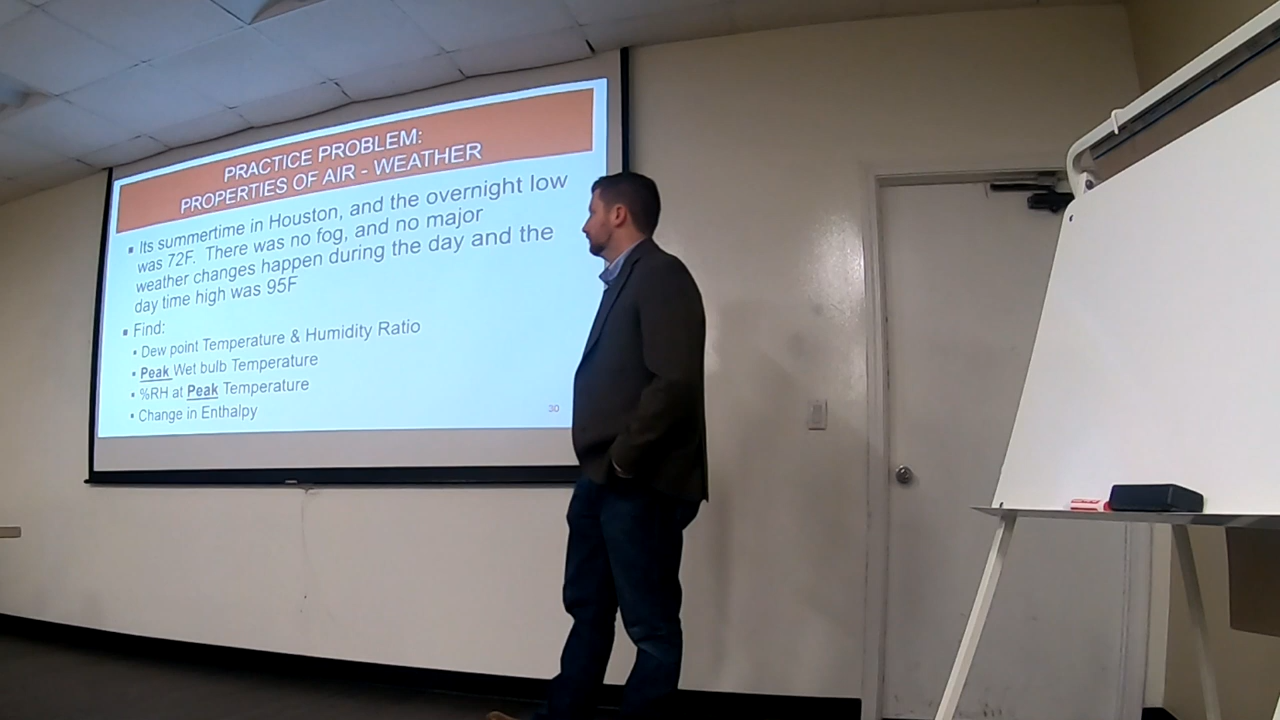 PRACTICE PROBLEM:
PROPERTIES OF AIR - WEATHER
▪ Its summertime in Houston, and the overnight low
was 72F. There was no fog, and no major
weather changes happen during the day and the
day time high was 95F
▪ Find:
▪ Dew point Temperature & Humidity Ratio
▪ Peak Wet bulb Temperature
▪ %RH at Peak Temperature
▪ Change in Enthalpy
30